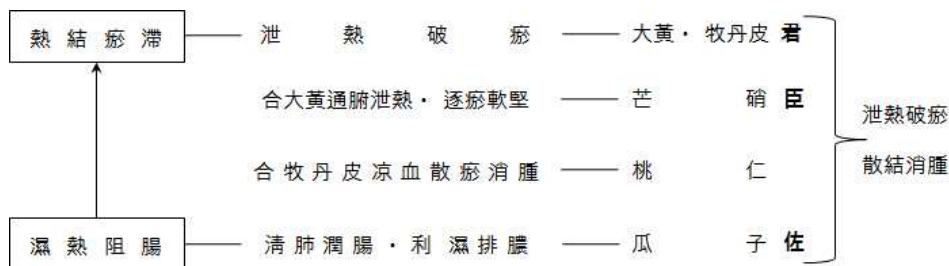 熱結瘀滯 泄熱破瘀 大黃・牧丹皮 君
合大黃通腑泄熱・逐瘀軟堅 芒硝 臣
泄熱破瘀
散結消腫
合牧丹皮凉血散瘀消腫 桃仁
濕熱阻腸 淸肺潤腸・利濕排膿 瓜子 佐